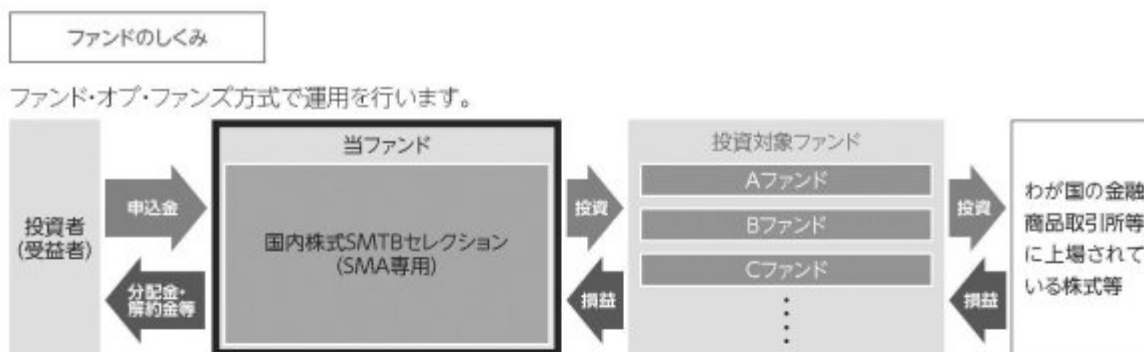 ファンドのしくみ
ファンド・オブ・ファンズ方式で運用を行います。
投資者
(受益者)
申込金
分配金・
解約金等
当ファンド
国内株式SMTBセレクション
(SMA専用)
投資
損益
投資対象ファンド
Aファンド
Bファンド
Cファンド
投資
損益
わが国の金融
商品取引所等
に上場されて
いる株式等